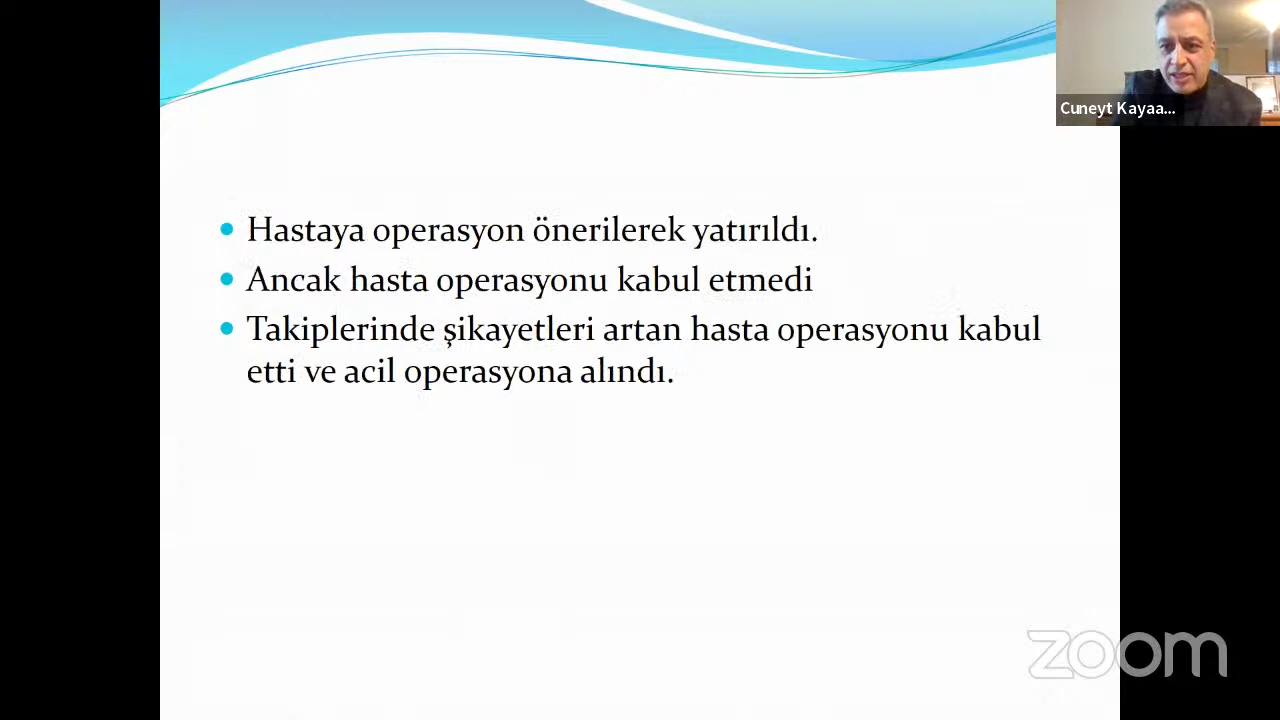 Cuneyt Kayaa...
Hastaya operasyon önerilerek yatırıldı.
Ancak hasta operasyonu kabul etmedi
Takiplerinde şikayetleri artan hasta operasyonu kabul
etti ve acil operasyona alındı.
zoom